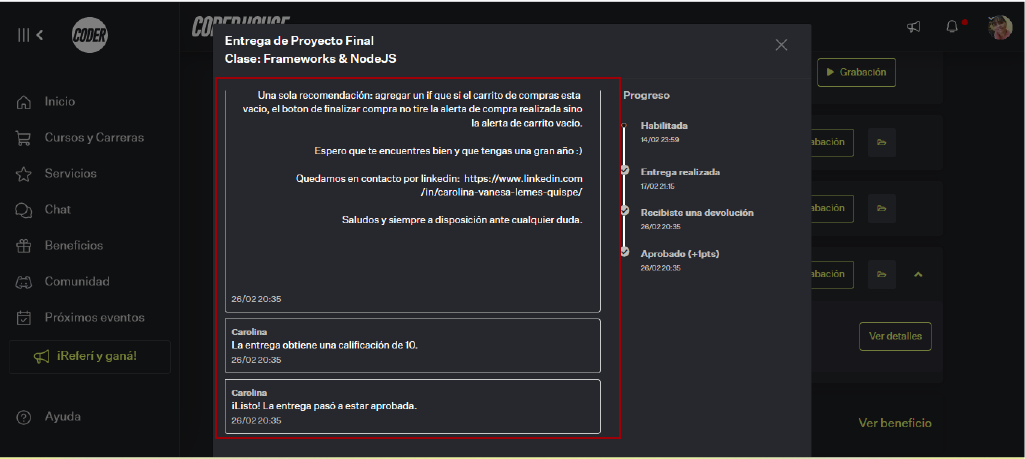 CODER
Inicio
Cursos y Carreras
Servicios
Chat
Beneficios
Comunidad
Próximos eventos
¡Referí y ganá!
Ayuda
CODERHOUSE
Entrega de Proyecto Final
Clase: Frameworks & NodeJS
Una sola recomendación: agregar un if que si el carrito de compras esta
vacio, el boton de finalizar compra no tire la alerta de compra realizada sino
la alerta de carrito vacio.
Espero que te encuentres bien y que tengas una gran año :)
Quedamos en contacto por linkedin: https://www.linkedin.com
/in/carolina-vanesa-lemes-quispe/
Saludos y siempre a disposición ante cualquier duda.
26/02 20:35
Carolina
La entrega obtiene una calificación de 10.
26/02 20:35
Carolina
¡Listo! La entrega pasó a estar aprobada.
26/02 20:35
Progreso
Habilitada
14/02 23:59
Entrega realizada
17/02 21:15
Recibiste una devolución
26/02 20:35
Aprobado (+1pts)
26/02 20:35
Grabación
abación
abación
abación
Ver detalles
Ver beneficio